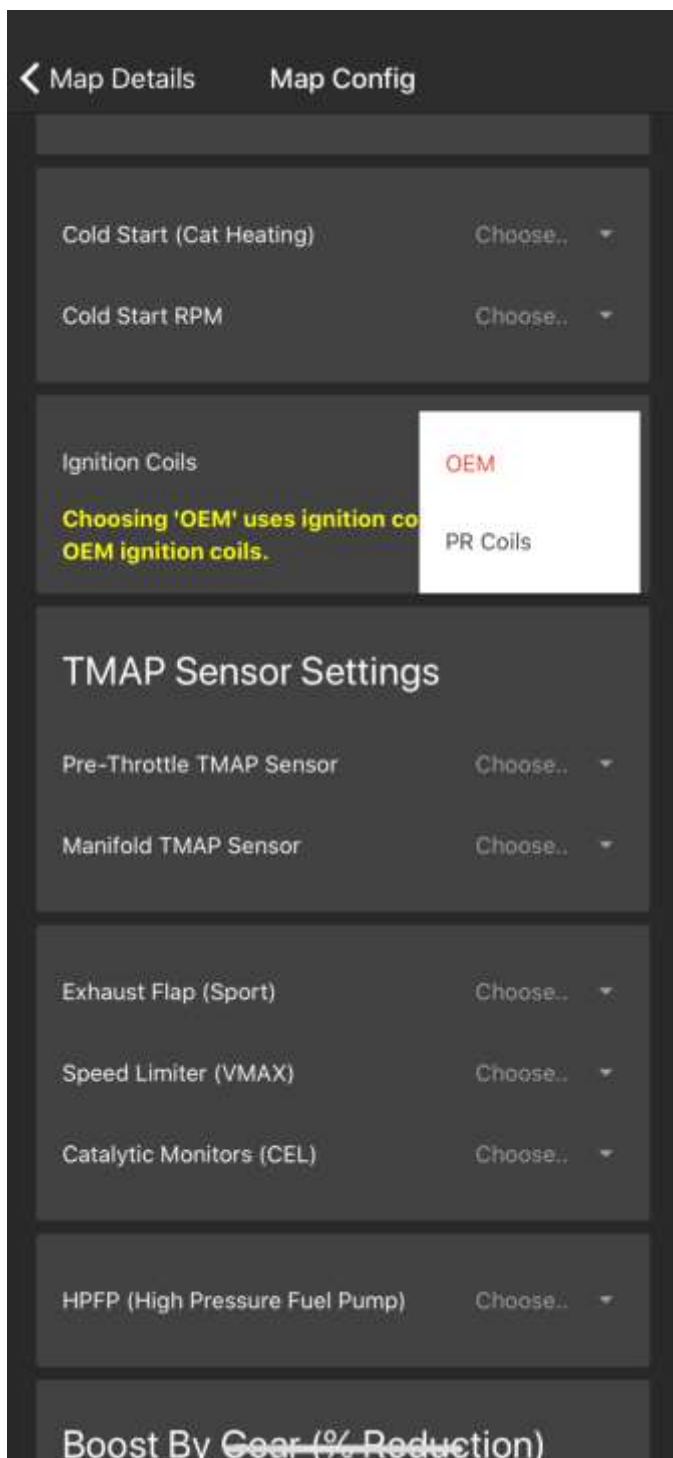 Map Details Map Config
Cold Start (Cat Heating) Choose..
Cold Start RPM Choose..
Ignition Coils OEM
Choosing 'OEM' uses ignition co
OEM ignition coils.
PR Coils
TMAP Sensor Settings
Pre-Throttle TMAP Sensor Choose..
Manifold TMAP Sensor Choose..
Exhaust Flap (Sport) Choose..
Speed Limiter (VMAX) Choose..
Catalytic Monitors (CEL) Choose..
HPFP (High Pressure Fuel Pump) Choose..
Boost By Gear (% Reduction)